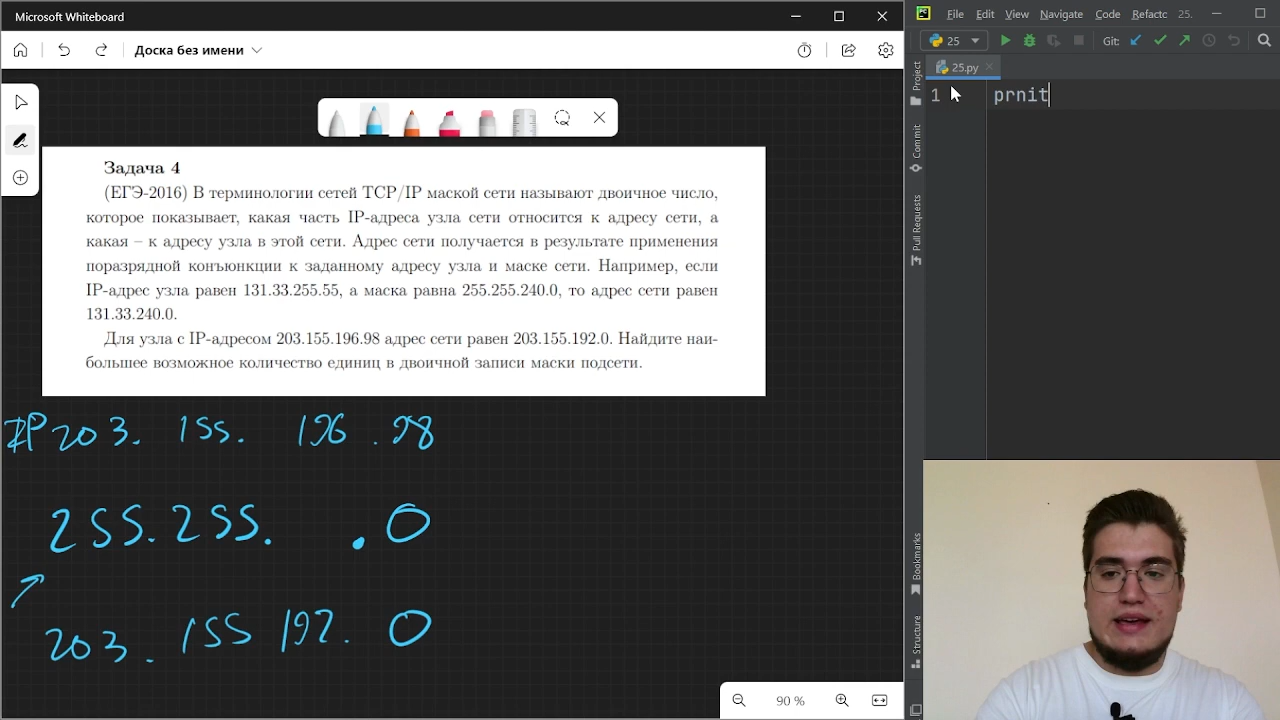 Microsoft Whiteboard
Доска без имени
Задача 4
(ЕГЭ-2016) В терминологии сетей TCP/IP маской сети называют двоичное число,
которое показывает, какая часть IP-адреса узла сети относится к адресу сети, а
какая – к адресу узла в этой сети. Адрес сети получается в результате применения
поразрядной конъюнкции к заданному адресу узла и маске сети. Например, если
IP-адрес узла равен 131.33.255.55, а маска равна 255.255.240.0, то адрес сети равен
131.33.240.0.
Для узла с IP-адресом 203.155.196.98 адрес сети равен 203.155.192.0. Найдите наи-
большее возможное количество единиц в двоичной записи маски подсети.
IP 203. 155. 196 . 98
255.255. .0
203. 155 192. 0
90 %
File Edit View Navigate Code Refactc 25.
25 Git:
25.py
1 prnit
Project
Commit
Pull Requests
Bookmarks
Structure